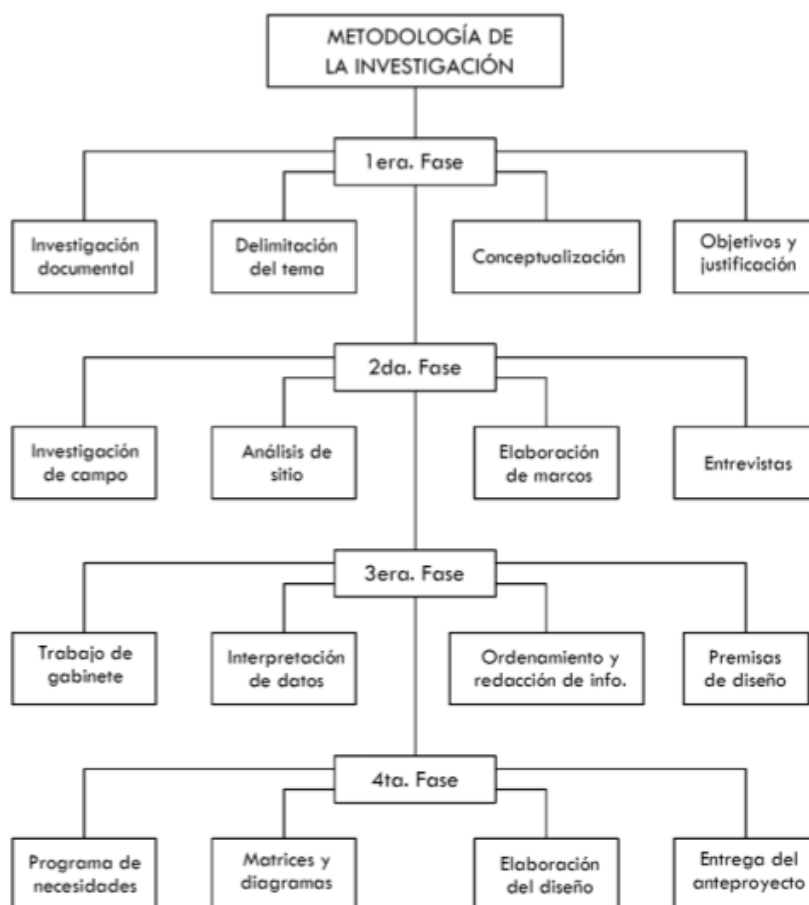 METODOLOGÍA DE
LA INVESTIGACIÓN
1era. Fase
Investigación
documental
Delimitación
del tema
Conceptualización
Objetivos y
justificación
2da. Fase
Investigación
de campo
Análisis de
sitio
Elaboración
de marcos
Entrevistas
3era. Fase
Trabajo de
gabinete
Interpretación
de datos
Ordenamiento y
redacción de info.
Premisas
de diseño
4ta. Fase
Programa de
necesidades
Matrices y
diagramas
Elaboración
del diseño
Entrega del
anteproyecto